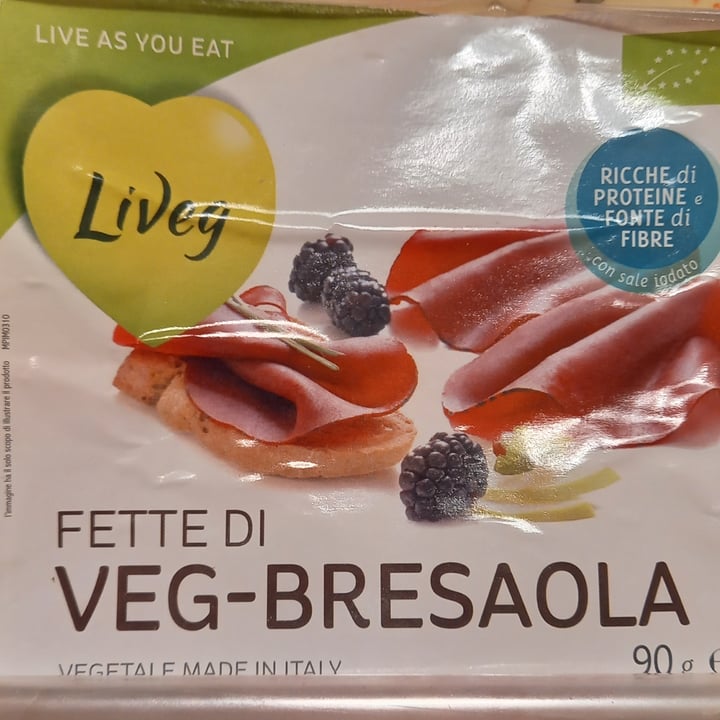 LIVE AS YOU EAT
Liveg
RICCHE di
PROTEINE e
FONTE di
FIBRE
...con sale iodato
l'immagine ha il solo scopo di illustrare il prodotto MPIM0310
FETTE DI
VEG-BRESAOLA
VEGETALE MADE IN ITALY
90 g